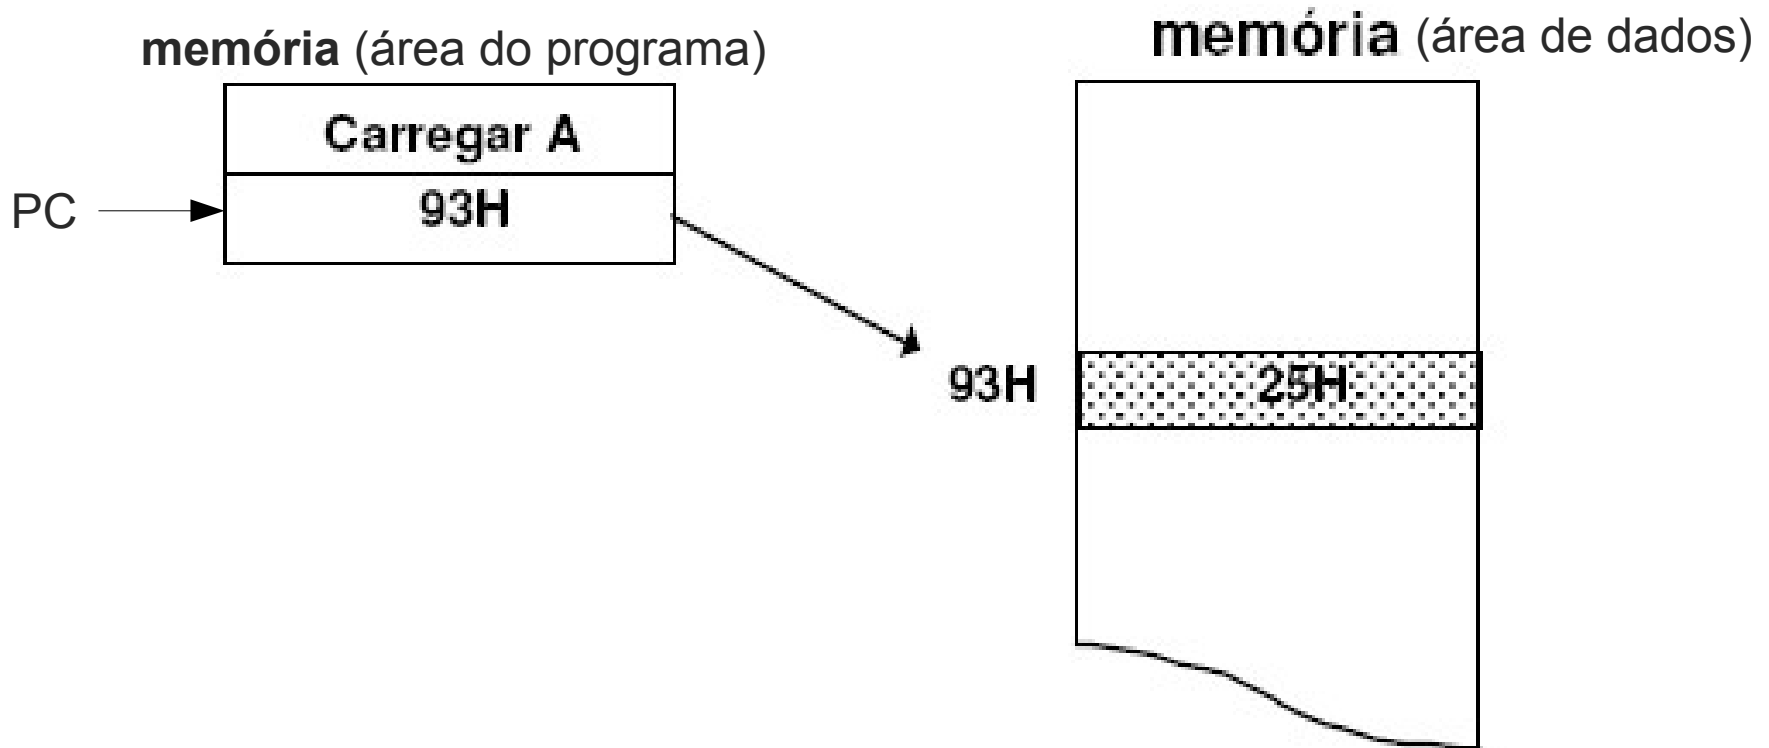 memória (área do programa)
Carregar A
PC
93H
memória (área de dados)
93H
25H